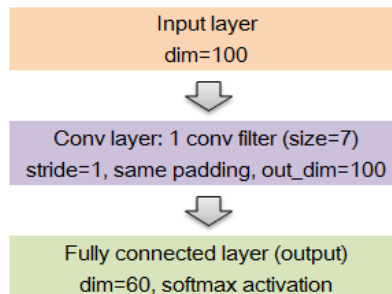 Input layer
dim=100
Conv layer: 1 conv filter (size=7)
stride=1, same padding, out_dim=100
Fully connected layer (output)
dim=60, softmax activation